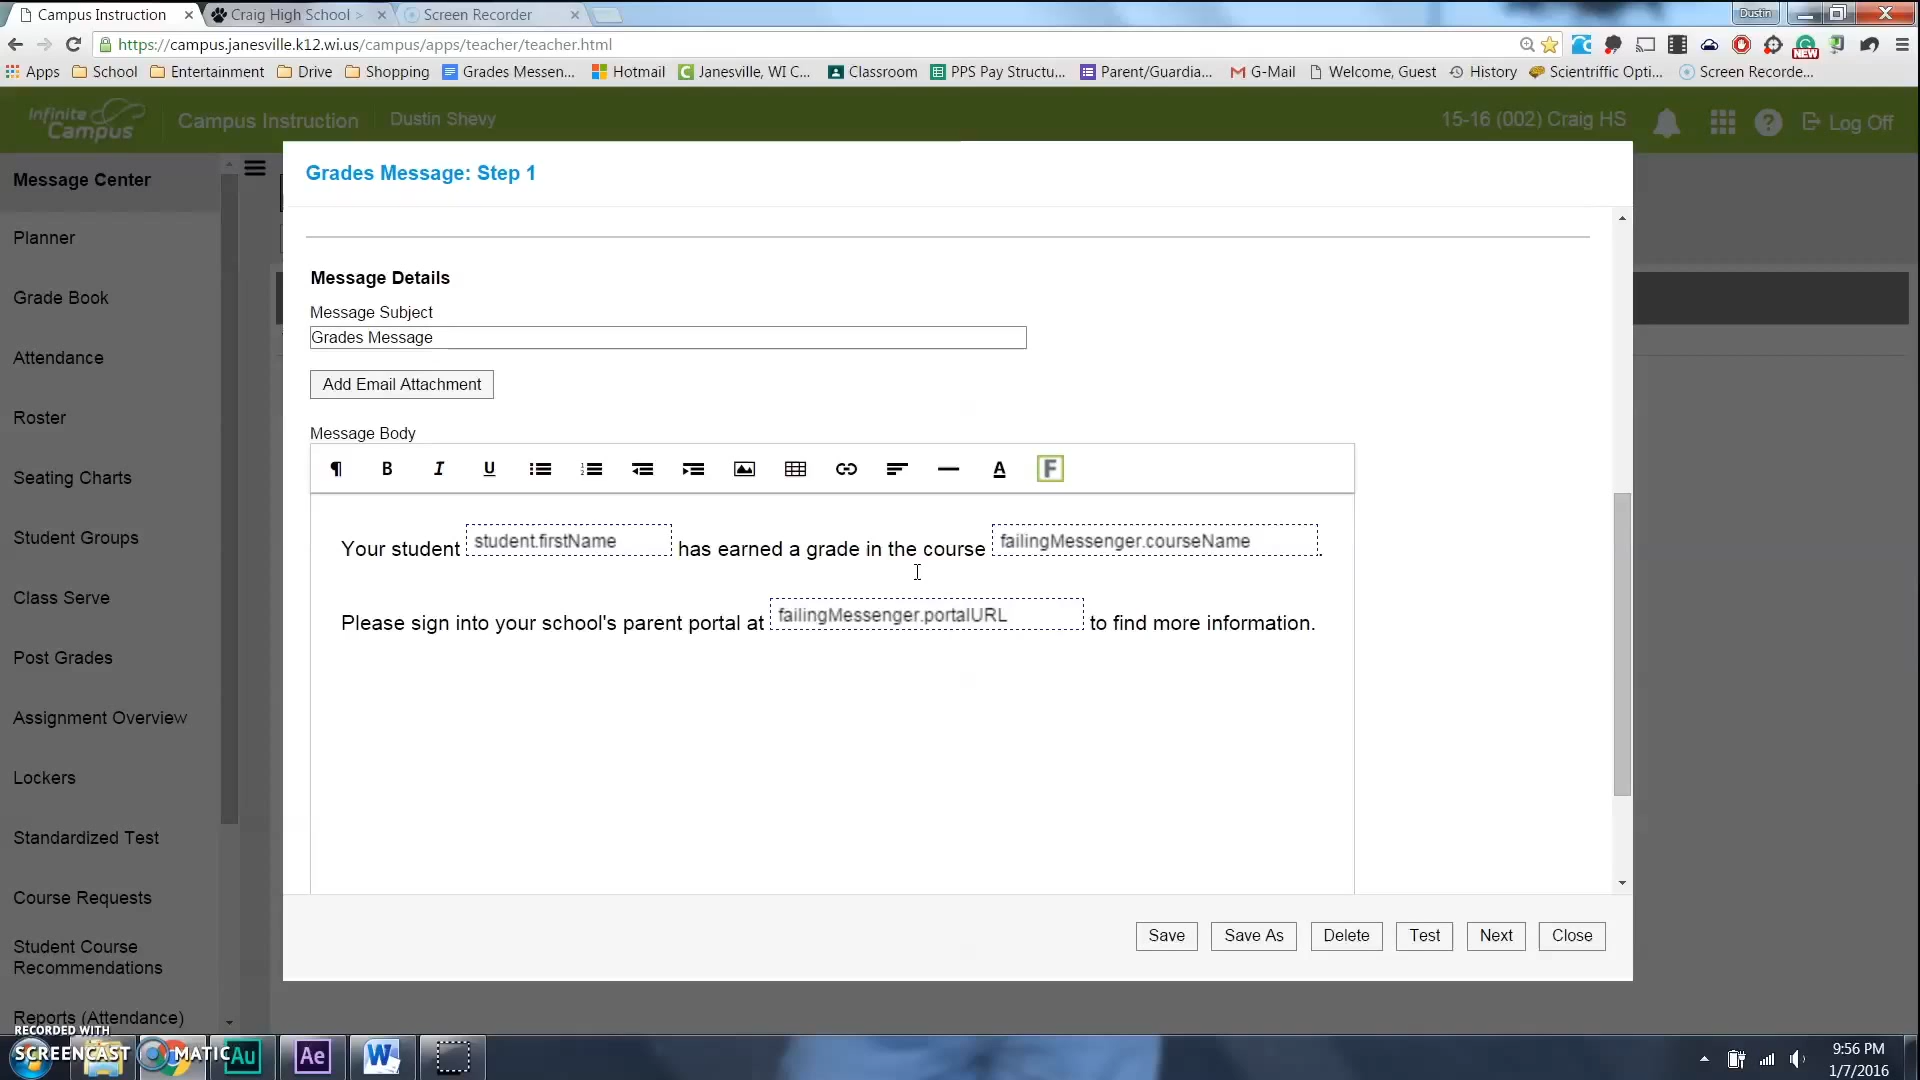 Campus Instruction
Craig High School >
Screen Recorder
Dustin
https://campus.janesville.k12.wi.us/campus/apps/teacher/teacher.html
NEW
Apps School Entertainment Drive Shopping Grades Messen... Hotmail Janesville, WI C... Classroom PPS Pay Structu... Parent/Guardia... G-Mail Welcome, Guest History Scientriffic Opti... Screen Recorde...
Infinite Campus
Campus Instruction
Dustin Shevy
15-16 (002) Craig HS
Log Off
Message Center
Planner
Grade Book
Attendance
Roster
Seating Charts
Student Groups
Class Serve
Post Grades
Assignment Overview
Lockers
Standardized Test
Course Requests
Student Course
Recommendations
Reports (Attendance)
Grades Message: Step 1
Message Details
Message Subject
Grades Message
Add Email Attachment
Message Body
B I U A F
Your student student.firstName has earned a grade in the course failingMessenger.courseName.
Please sign into your school's parent portal at failingMessenger.portalURL to find more information.
Save Save As Delete Test Next Close
RECORDED WITH
SCREENCAST MATIC
Au Ae W
9:56 PM
1/7/2016